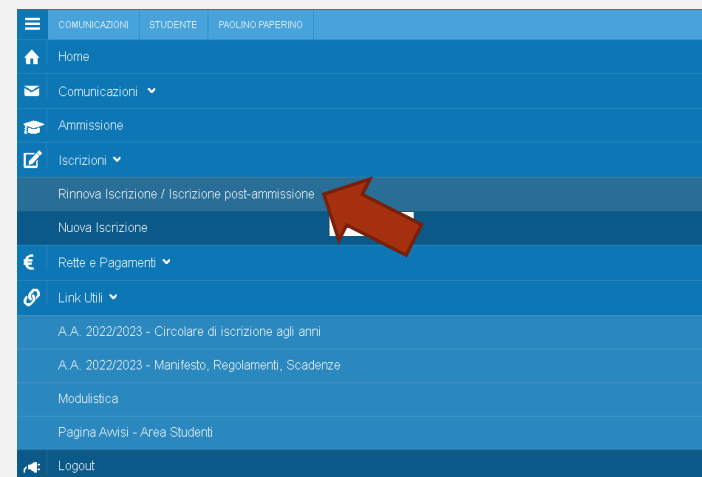 COMUNICAZIONI STUDENTE PAOLINO PAPERINO
Home
Comunicazioni
Ammissione
Iscrizioni
Rinnova Iscrizione / Iscrizione post-ammissione
Nuova Iscrizione
€ Rette e Pagamenti
Link Utili
A.A. 2022/2023 - Circolare di iscrizione agli anni
A.A. 2022/2023 - Manifesto, Regolamenti, Scadenze
Modulistica
Pagina Avvisi - Area Studenti
Logout